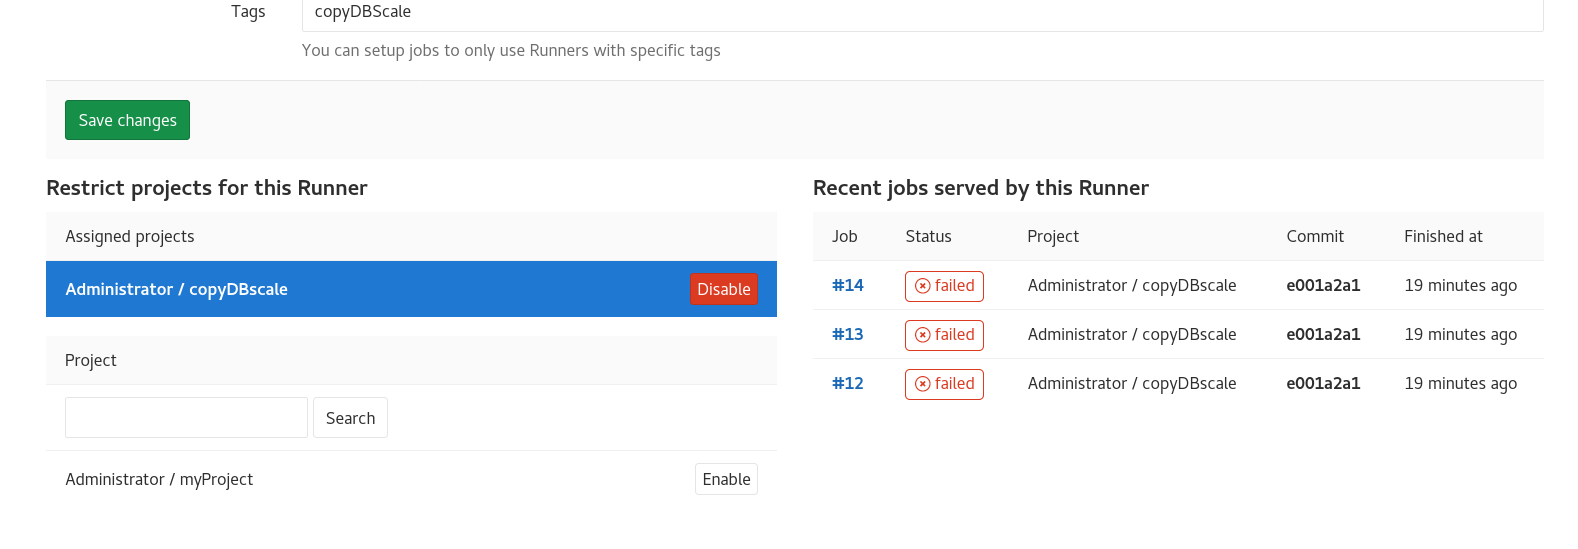 Tags copyDBScale
You can setup jobs to only use Runners with specific tags
Save changes
Restrict projects for this Runner
Assigned projects
Administrator / copyDBscale Disable
Project
Search
Administrator / myProject Enable
Recent jobs served by this Runner
Job Status Project Commit Finished at
#14 failed Administrator / copyDBscale e001a2a1 19 minutes ago
#13 failed Administrator / copyDBscale e001a2a1 19 minutes ago
#12 failed Administrator / copyDBscale e001a2a1 19 minutes ago